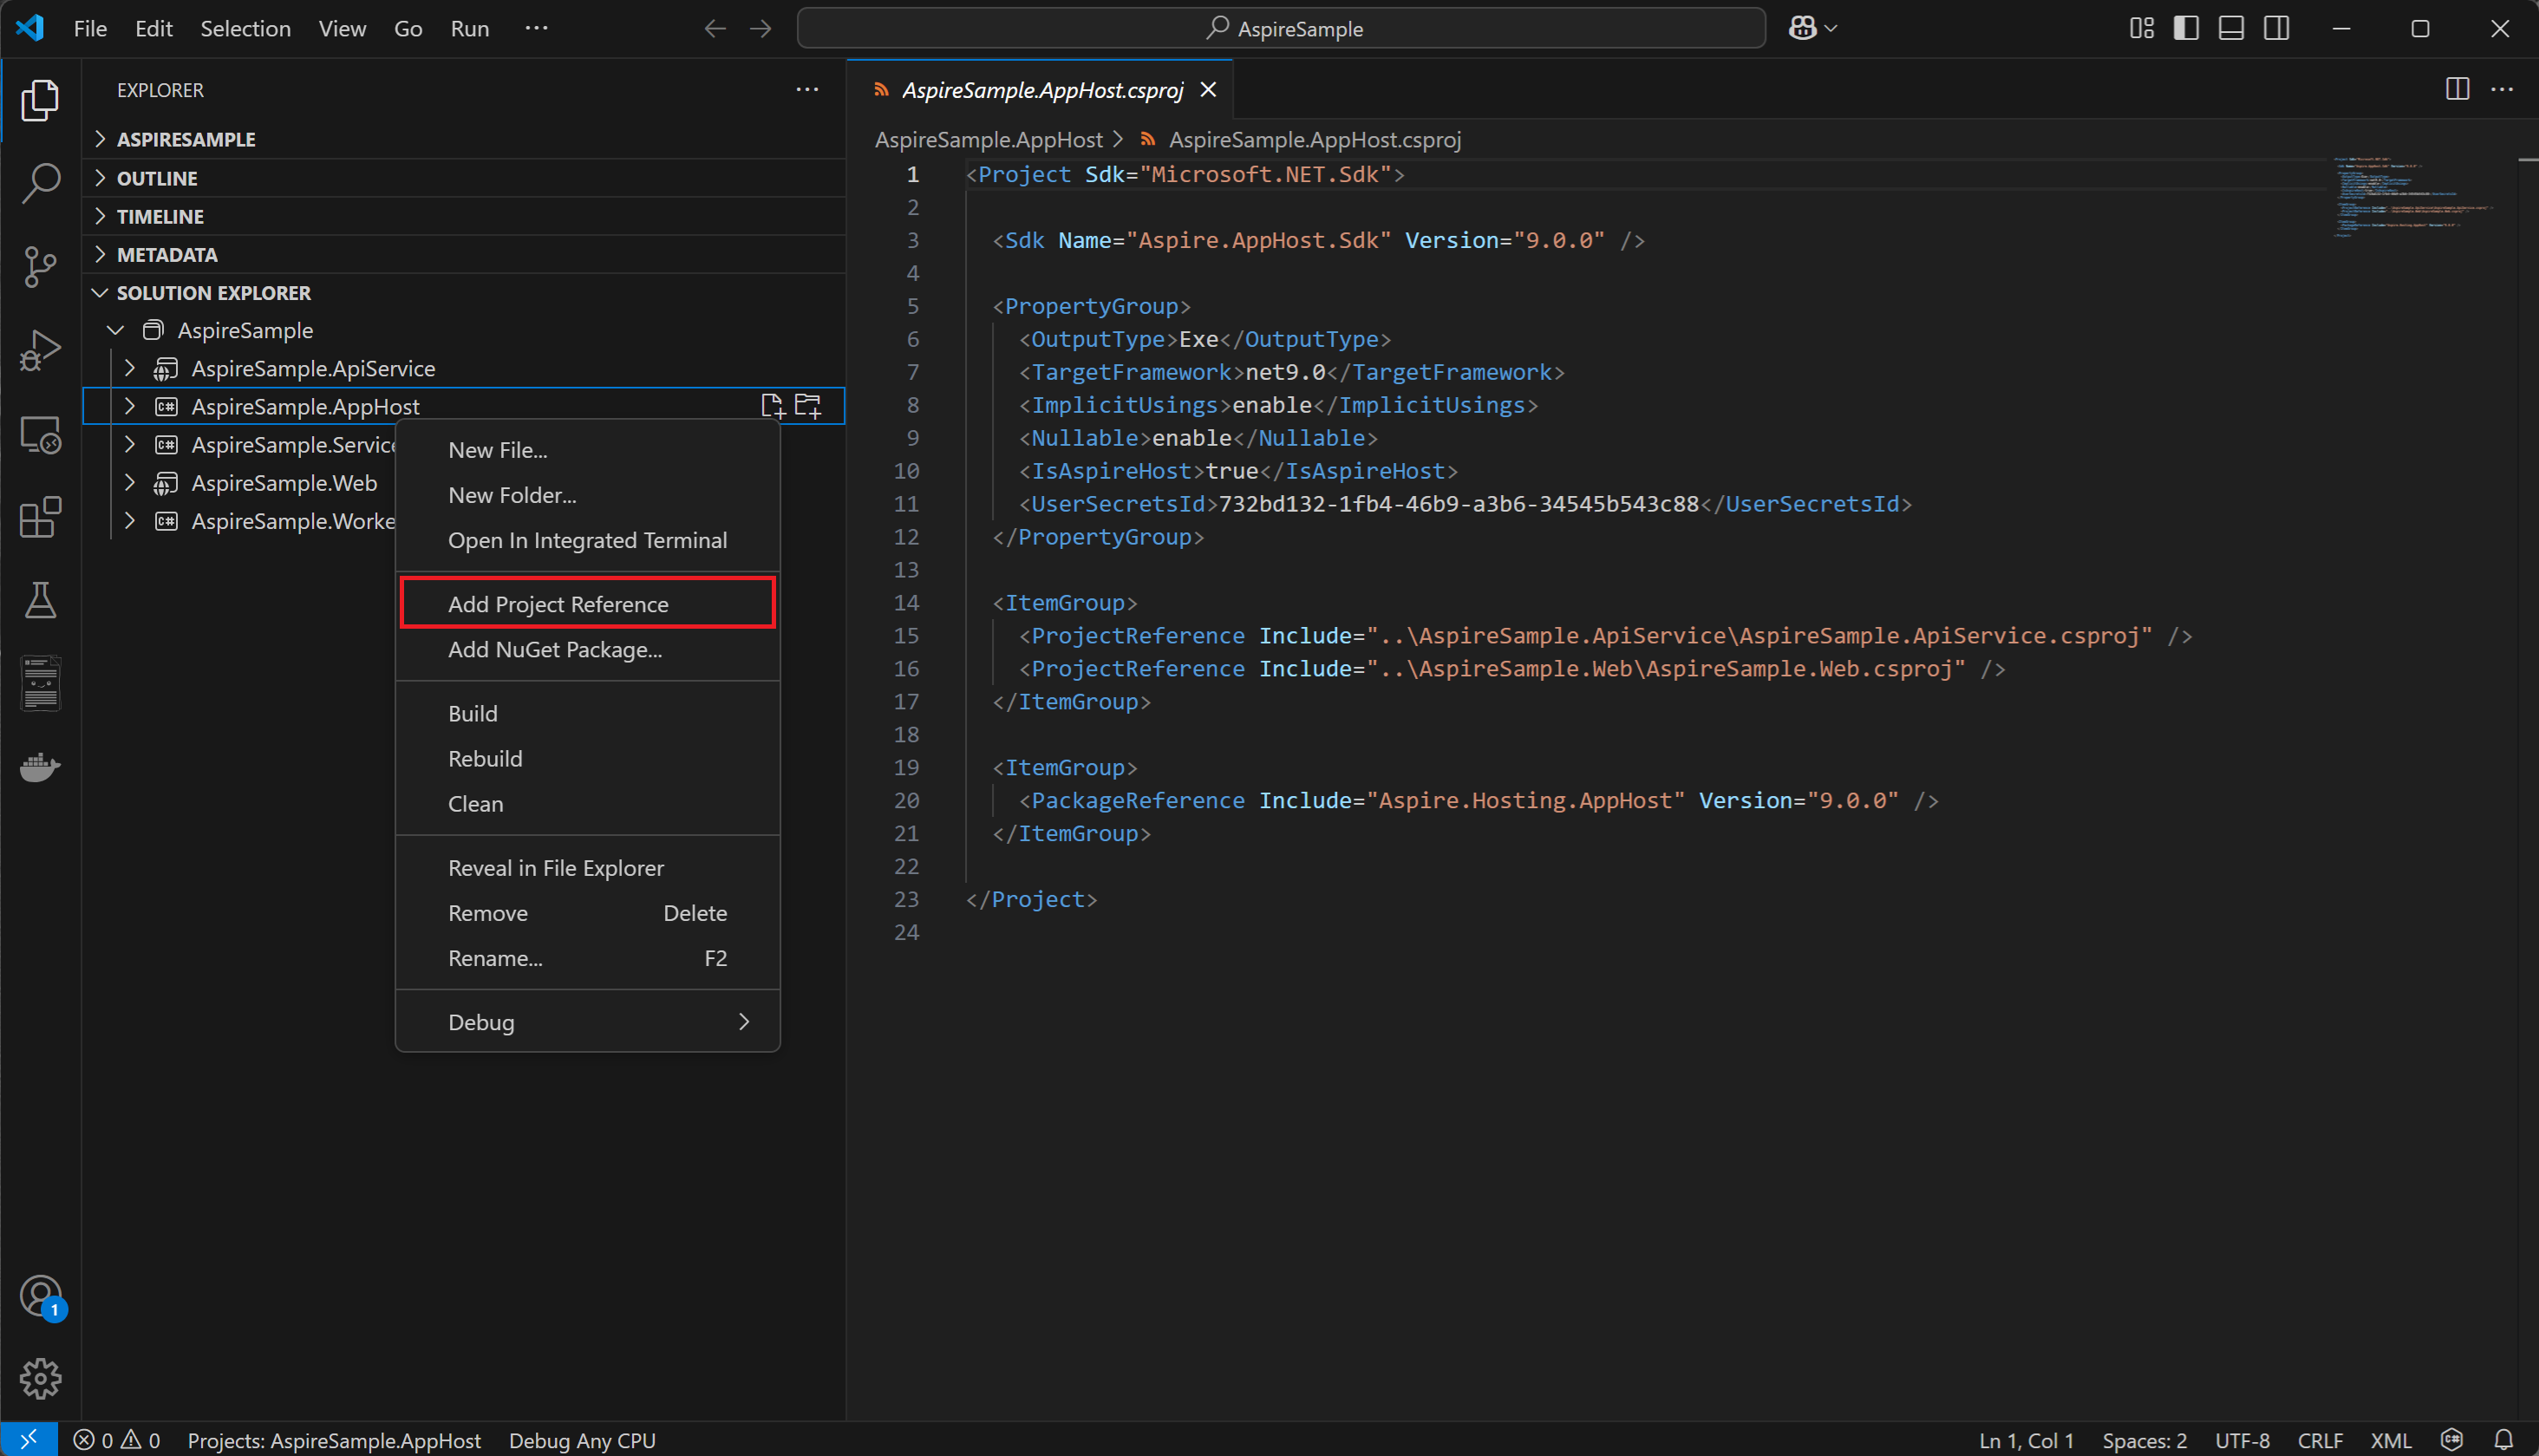 File Edit Selection View Go Run ···
AspireSample
EXPLORER
ASPIRESAMPLE
OUTLINE
TIMELINE
METADATA
SOLUTION EXPLORER
AspireSample
AspireSample.ApiService
AspireSample.AppHost
AspireSample.Service
AspireSample.Web
AspireSample.Worke
New File...
New Folder...
Open In Integrated Terminal
Add Project Reference
Add NuGet Package...
Build
Rebuild
Clean
Reveal in File Explorer
Remove Delete
Rename... F2
Debug
AspireSample.AppHost.csproj
AspireSample.AppHost > AspireSample.AppHost.csproj
1 <Project Sdk="Microsoft.NET.Sdk">
2
3 <Sdk Name="Aspire.AppHost.Sdk" Version="9.0.0" />
4
5 <PropertyGroup>
6 <OutputType>Exe</OutputType>
7 <TargetFramework>net9.0</TargetFramework>
8 <ImplicitUsings>enable</ImplicitUsings>
9 <Nullable>enable</Nullable>
10 <IsAspireHost>true</IsAspireHost>
11 <UserSecretsId>732bd132-1fb4-46b9-a3b6-34545b543c88</UserSecretsId>
12 </PropertyGroup>
13
14 <ItemGroup>
15 <ProjectReference Include="..\AspireSample.ApiService\AspireSample.ApiService.csproj" />
16 <ProjectReference Include="..\AspireSample.Web\AspireSample.Web.csproj" />
17 </ItemGroup>
18
19 <ItemGroup>
20 <PackageReference Include="Aspire.Hosting.AppHost" Version="9.0.0" />
21 </ItemGroup>
22
23 </Project>
24
1
0 0 Projects: AspireSample.AppHost Debug Any CPU
Ln 1, Col 1 Spaces: 2 UTF-8 CRLF XML